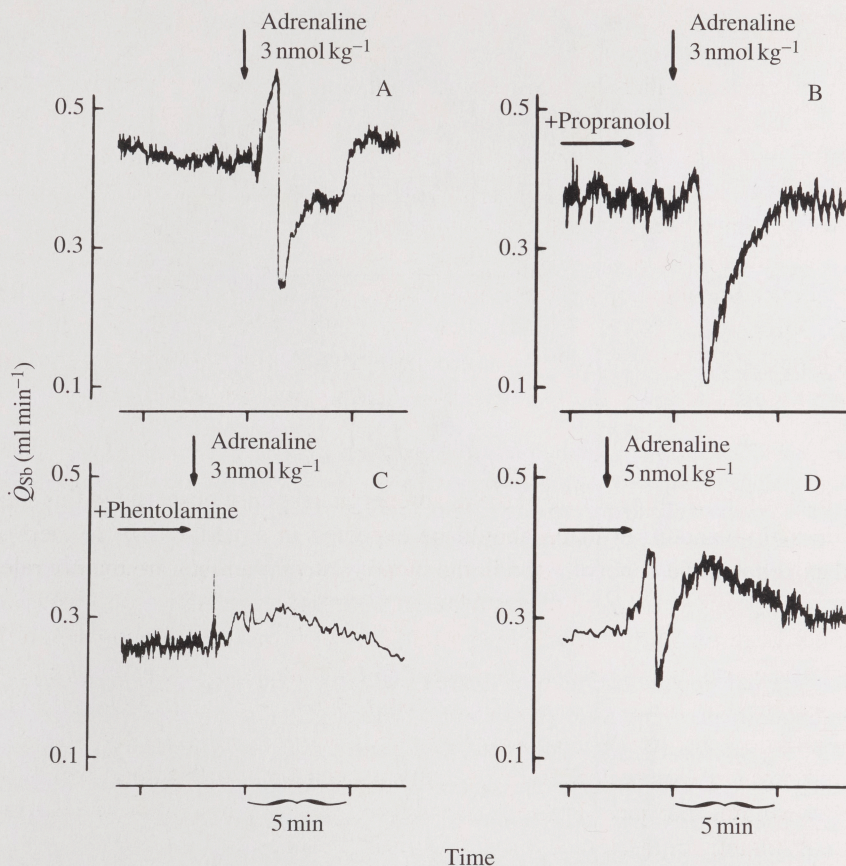 Adrenaline
3 nmol kg⁻¹
A
0.5
0.3
0.1
Adrenaline
3 nmol kg⁻¹
B
0.5
+Propranolol
0.3
0.1
Q̇Sb (ml min⁻¹)
Adrenaline
3 nmol kg⁻¹
C
0.5
+Phentolamine
0.3
0.1
5 min
Adrenaline
5 nmol kg⁻¹
D
0.5
0.3
0.1
5 min
Time